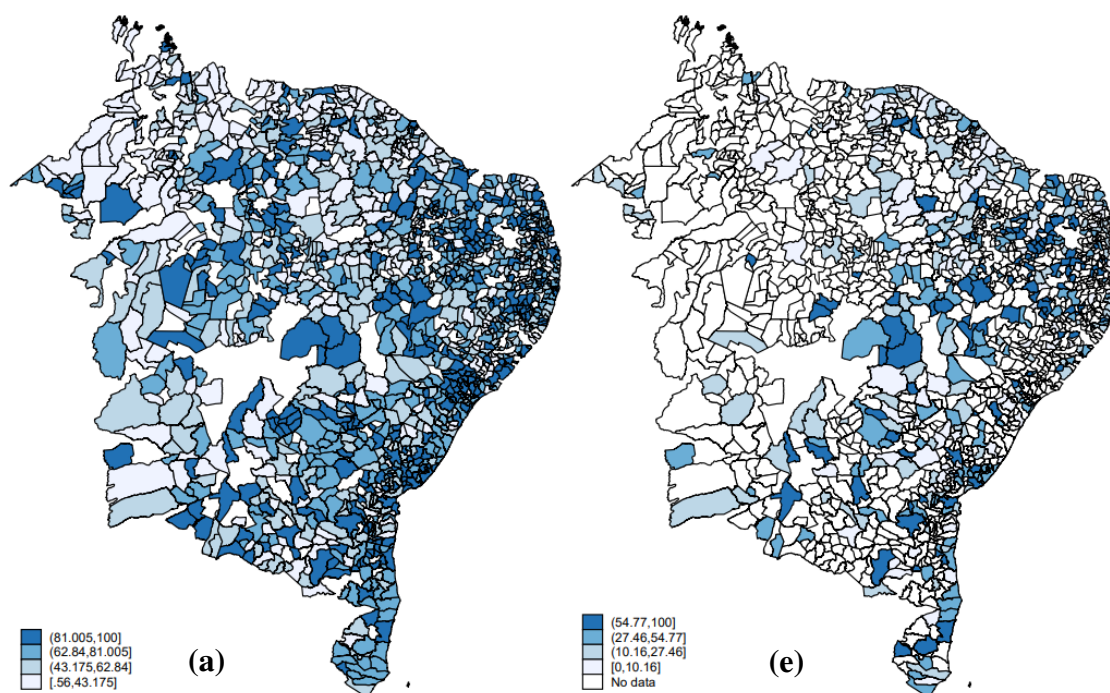 (81.005,100]
(62.84,81.005]
(43.175,62.84]
[.56,43.175]
(a)
(54.77,100]
(27.46,54.77]
(10.16,27.46]
[0,10.16]
No data
(e)